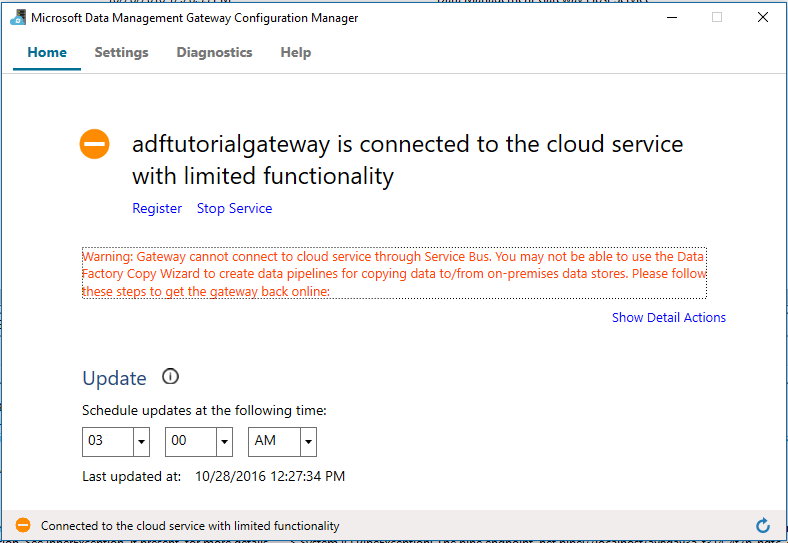 Microsoft Data Management Gateway Configuration Manager
Home Settings Diagnostics Help
adftutorialgateway is connected to the cloud service
with limited functionality
Register Stop Service
Warning: Gateway cannot connect to cloud service through Service Bus. You may not be able to use the Data
Factory Copy Wizard to create data pipelines for copying data to/from on-premises data stores. Please follow
these steps to get the gateway back online:
Show Detail Actions
Update
Schedule updates at the following time:
03 00 AM
Last updated at: 10/28/2016 12:27:34 PM
Connected to the cloud service with limited functionality